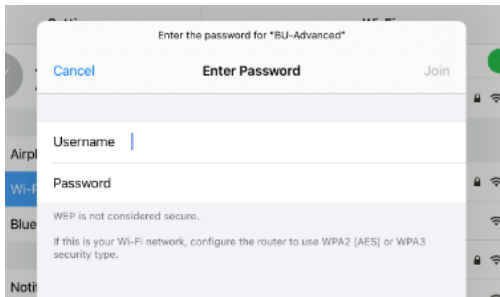 Enter the password for "BU-Advanced"
Cancel
Enter Password
Join
Username
Airpl
Password
Wi-F
WEP is not considered secure.
Blue
If this is your Wi-Fi network, configure the router to use WPA2 (AES) or WPA3
security type.
Notif